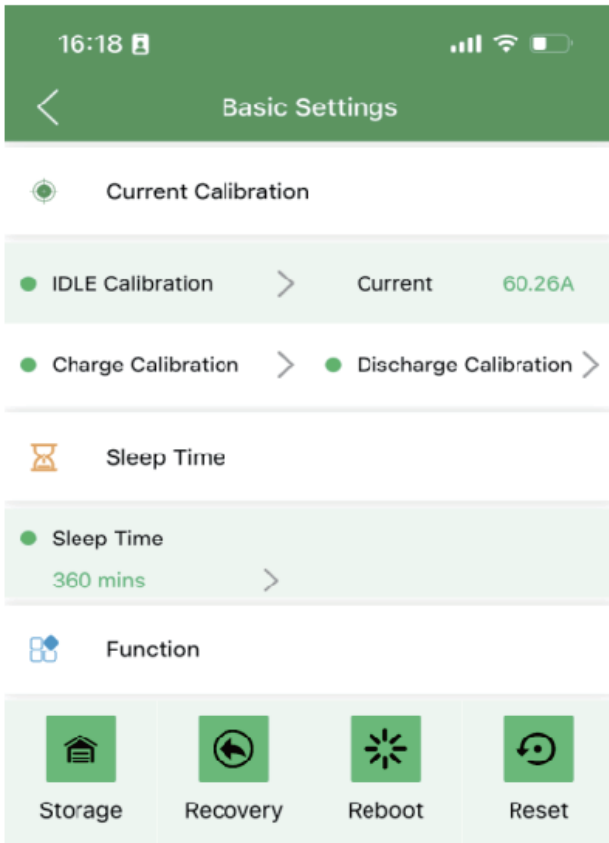 16:18
Basic Settings
Current Calibration
IDLE Calibration Current 60.26A
Charge Calibration Discharge Calibration
Sleep Time
Sleep Time
360 mins
Function
Storage Recovery Reboot Reset